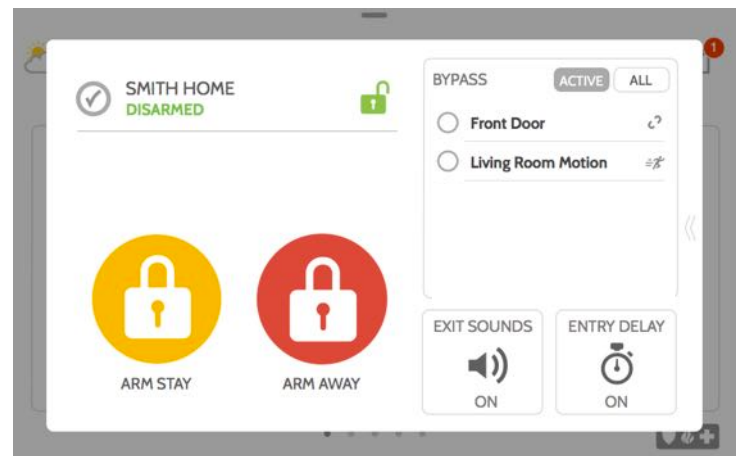 1
SMITH HOME
DISARMED
BYPASS
ACTIVE
ALL
Front Door
Living Room Motion
ARM STAY
ARM AWAY
EXIT SOUNDS
ON
ENTRY DELAY
ON